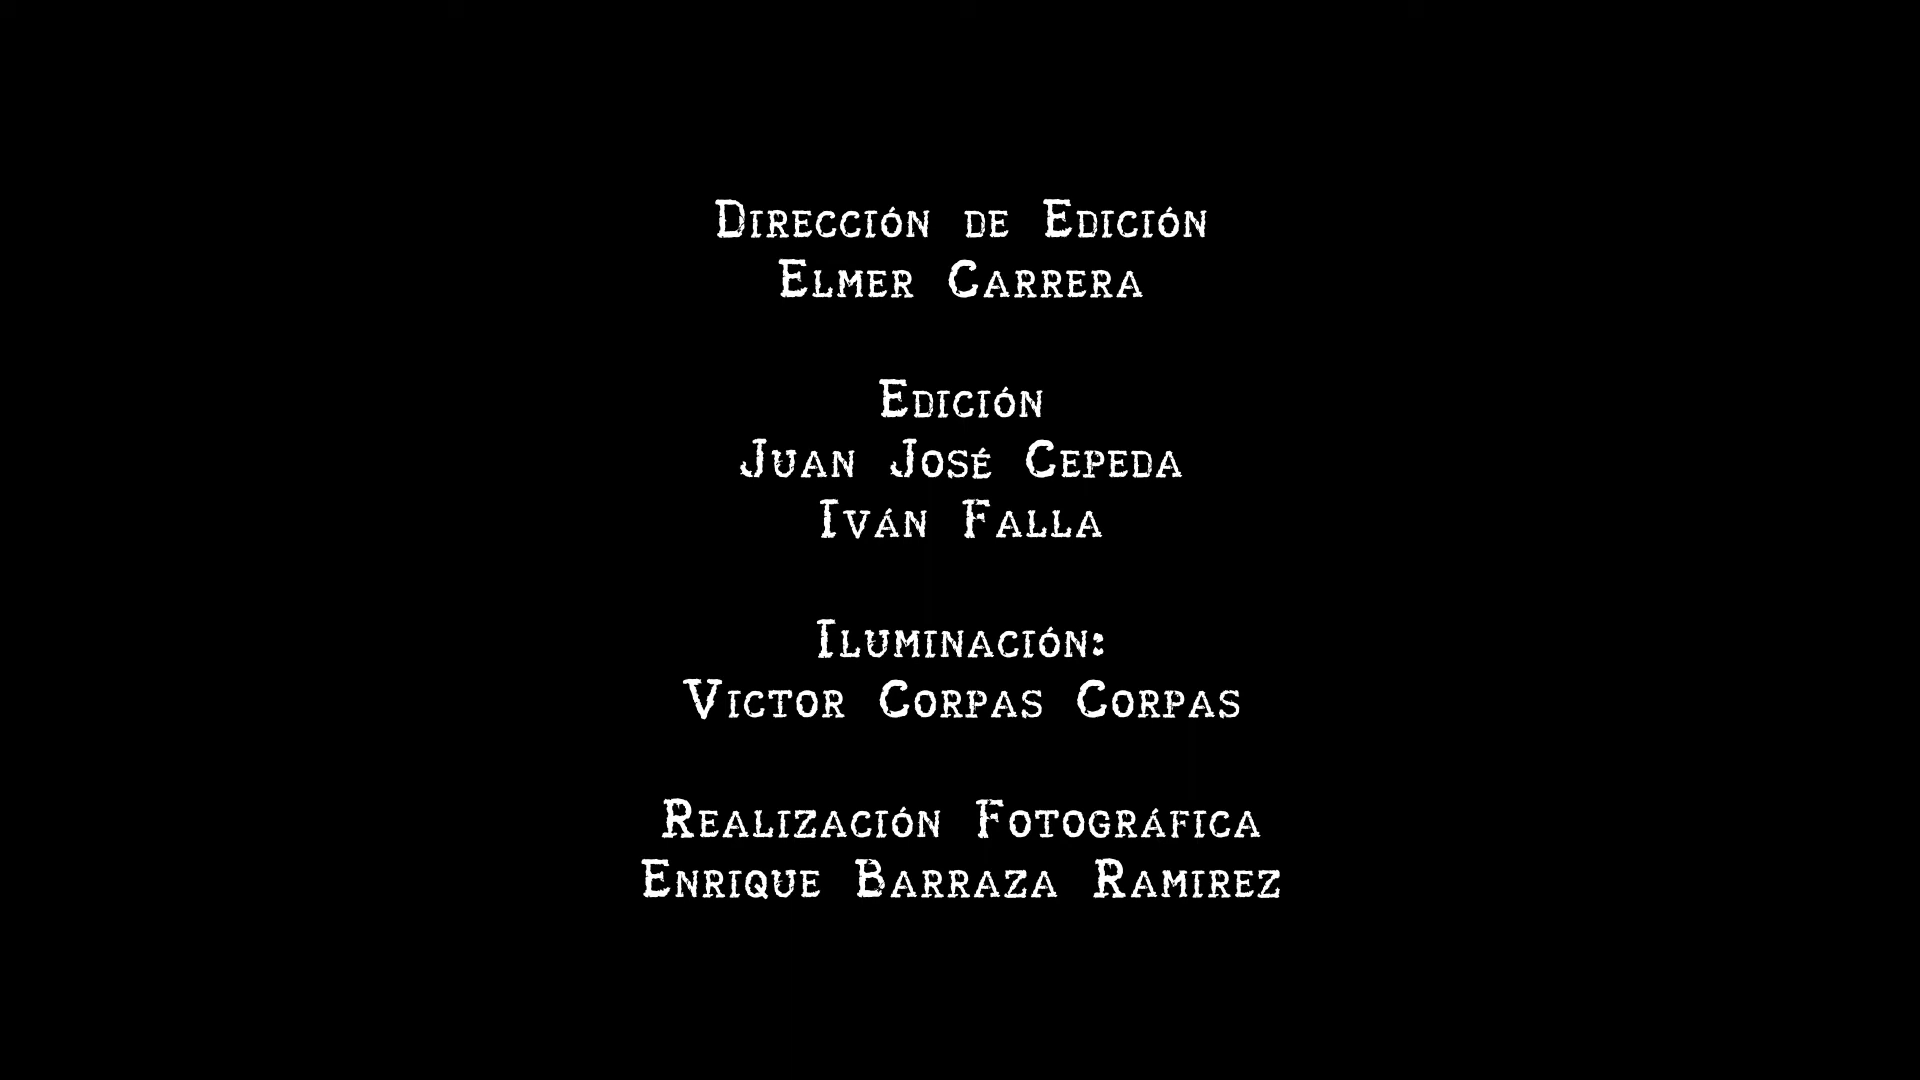 Dirección de Edición
Elmer Carrera
Edición
Juan José Cepeda
Iván Falla
Iluminación:
Victor Corpas Corpas
Realización Fotográfica
Enrique Barraza Ramirez